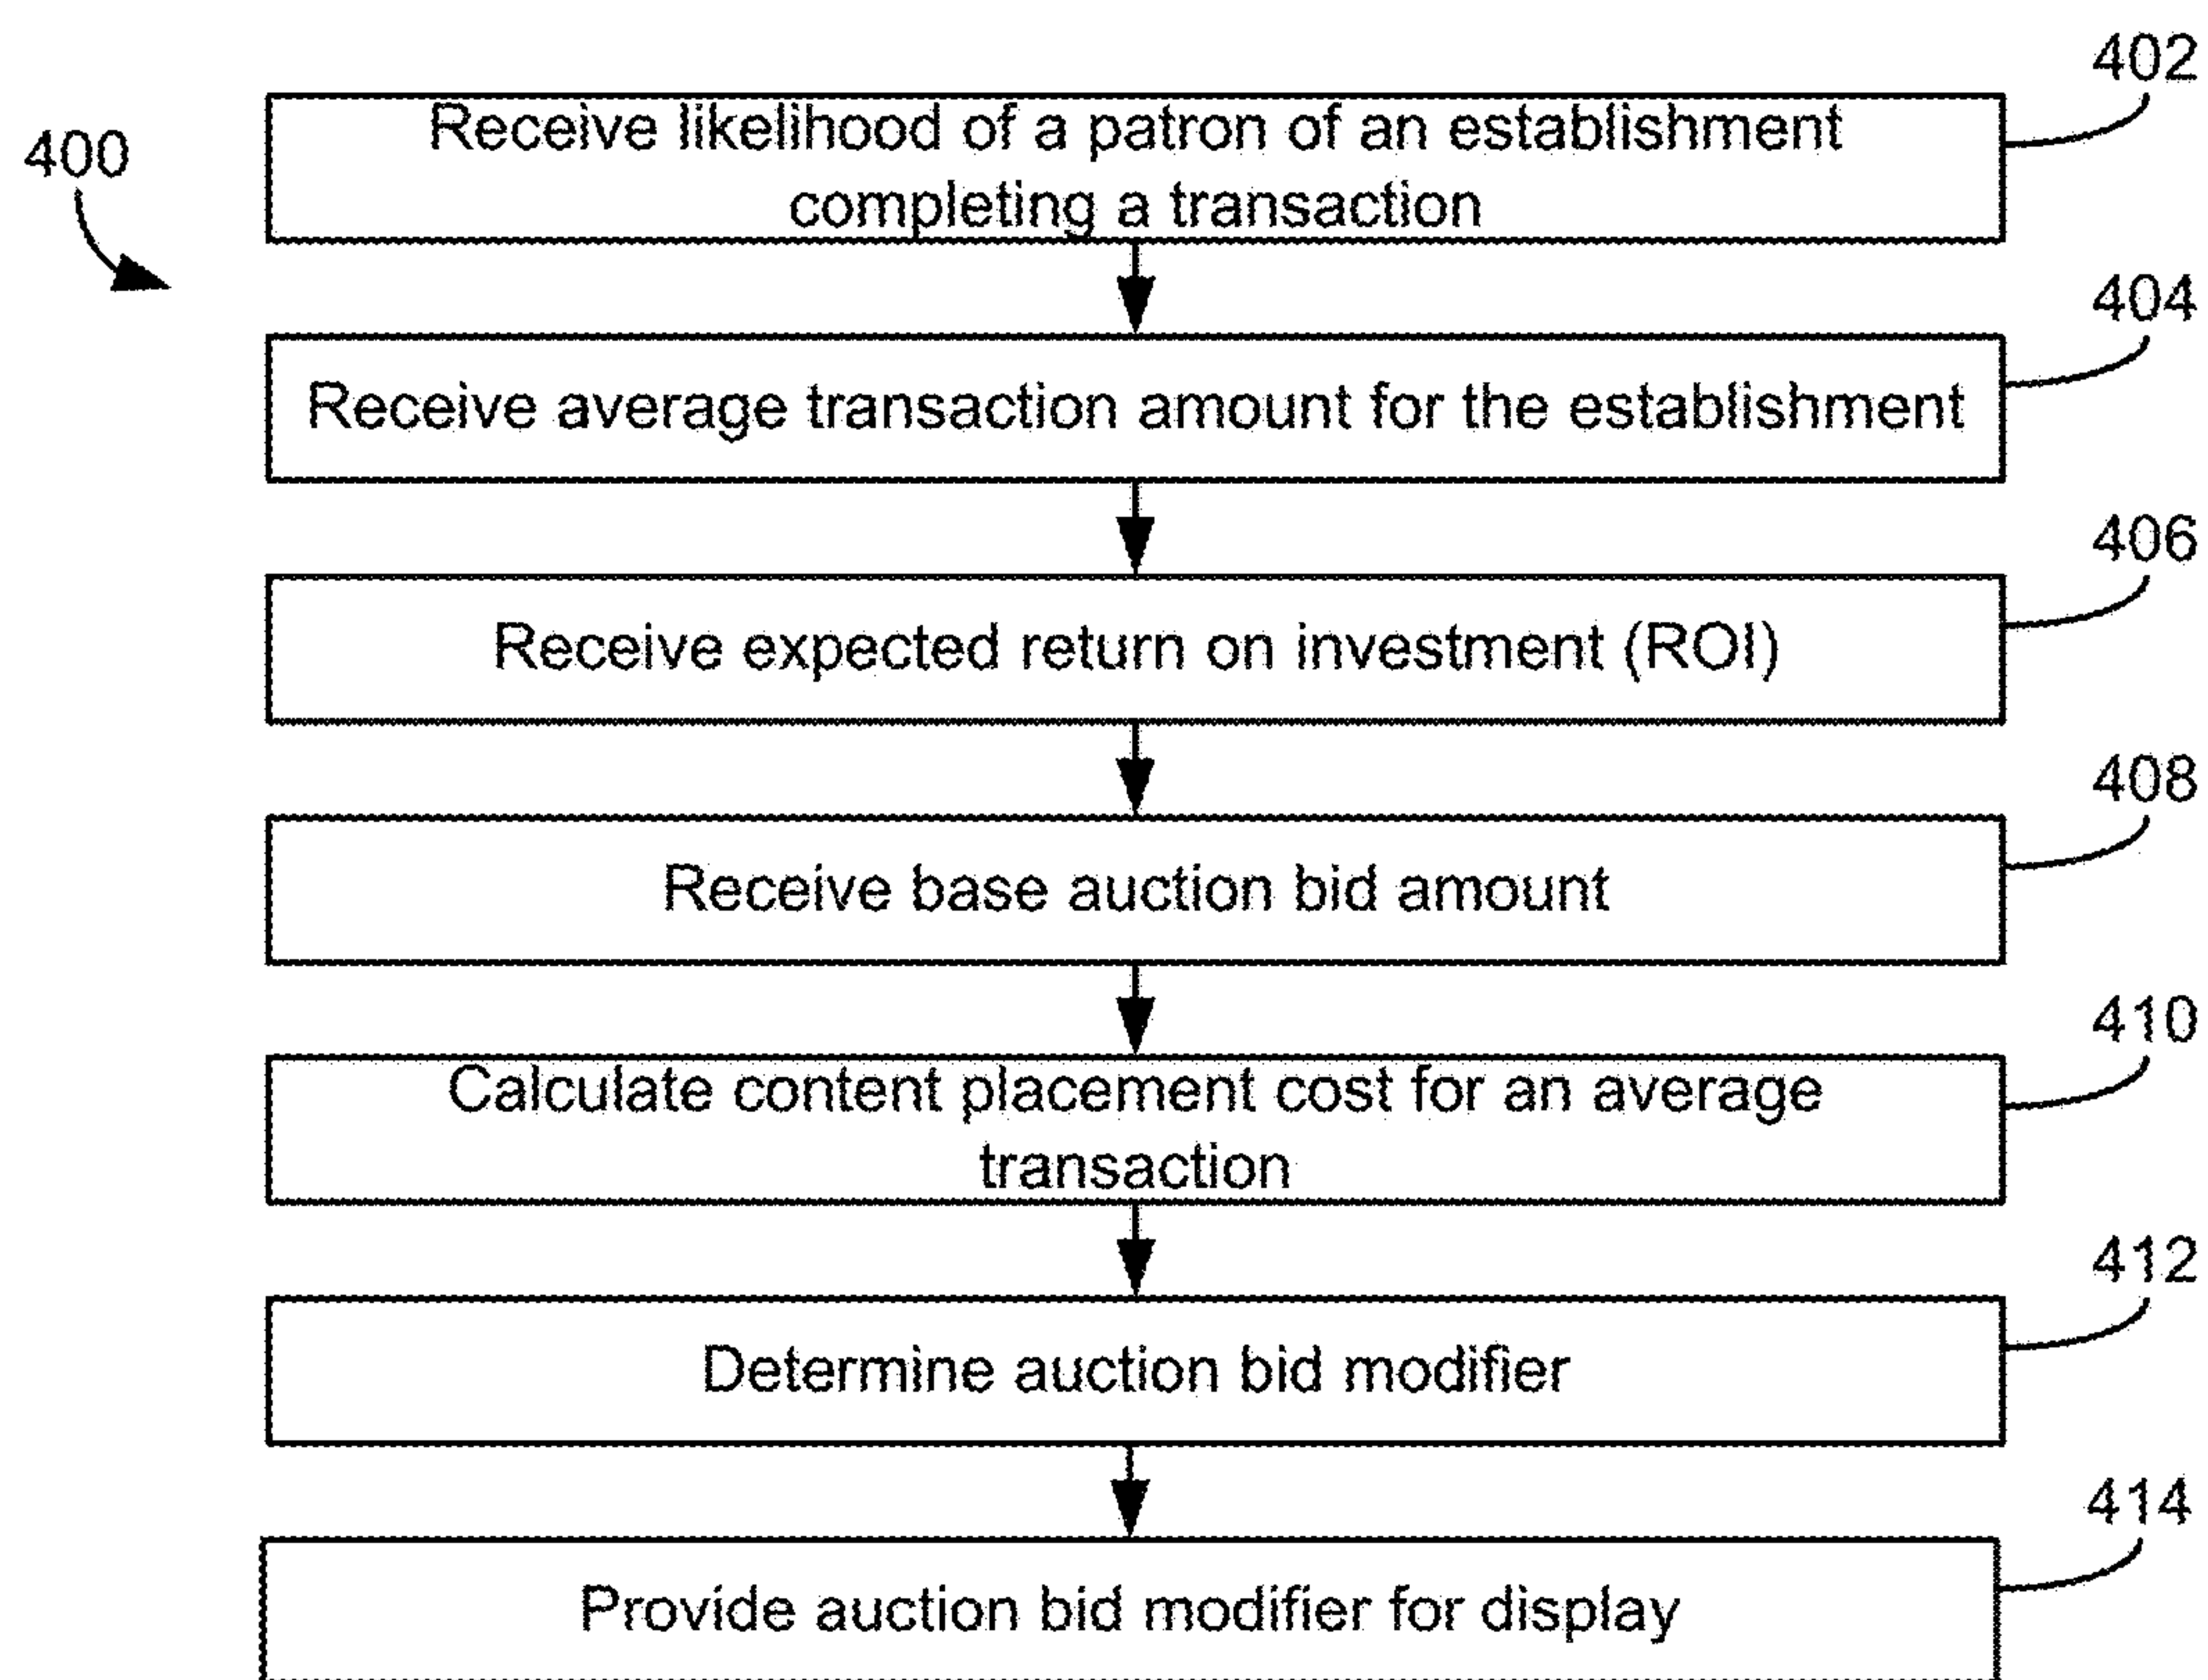 402
Receive likelihood of a patron of an establishment
completing a transaction
400
404
Receive average transaction amount for the establishment
406
Receive expected return on investment (ROI)
408
Receive base auction bid amount
410
Calculate content placement cost for an average
transaction
412
Determine auction bid modifier
414
Provide auction bid modifier for display